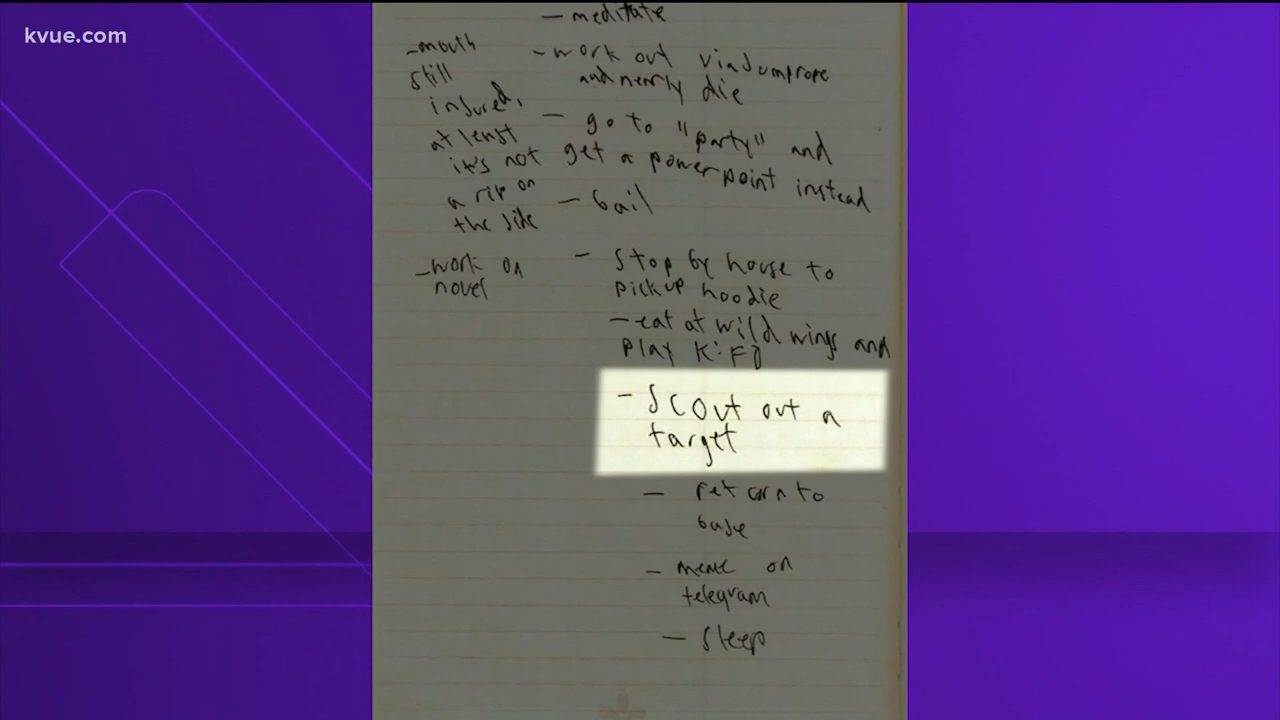 kvue.com
- meditate
- mouth
still
injured,
at least
it's not
a rip on
the side
- work on
novel
- work out via Jumprope
and nearly die
- go to "party" and
get a powerpoint instead
- bail
- stop by house to
pickup hoodie
- eat at wild wings and
play
- scout out a
target
- return to
base
- meme on
telegram
- sleep